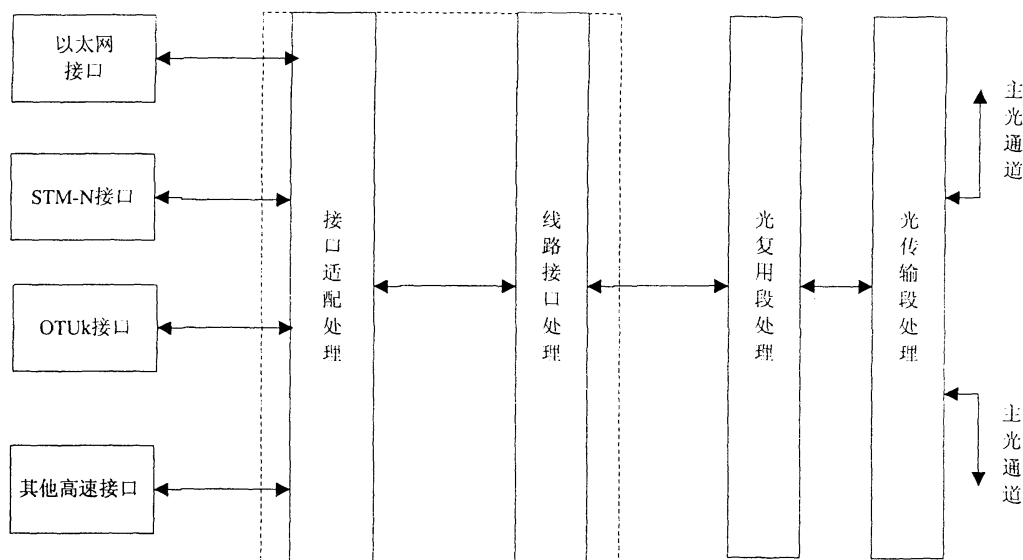 以太网
接口
STM-N接口
OTUk接口
其他高速接口
接口适配处理
线路接口处理
光复用段处理
光传输段处理
主光通道
主光通道